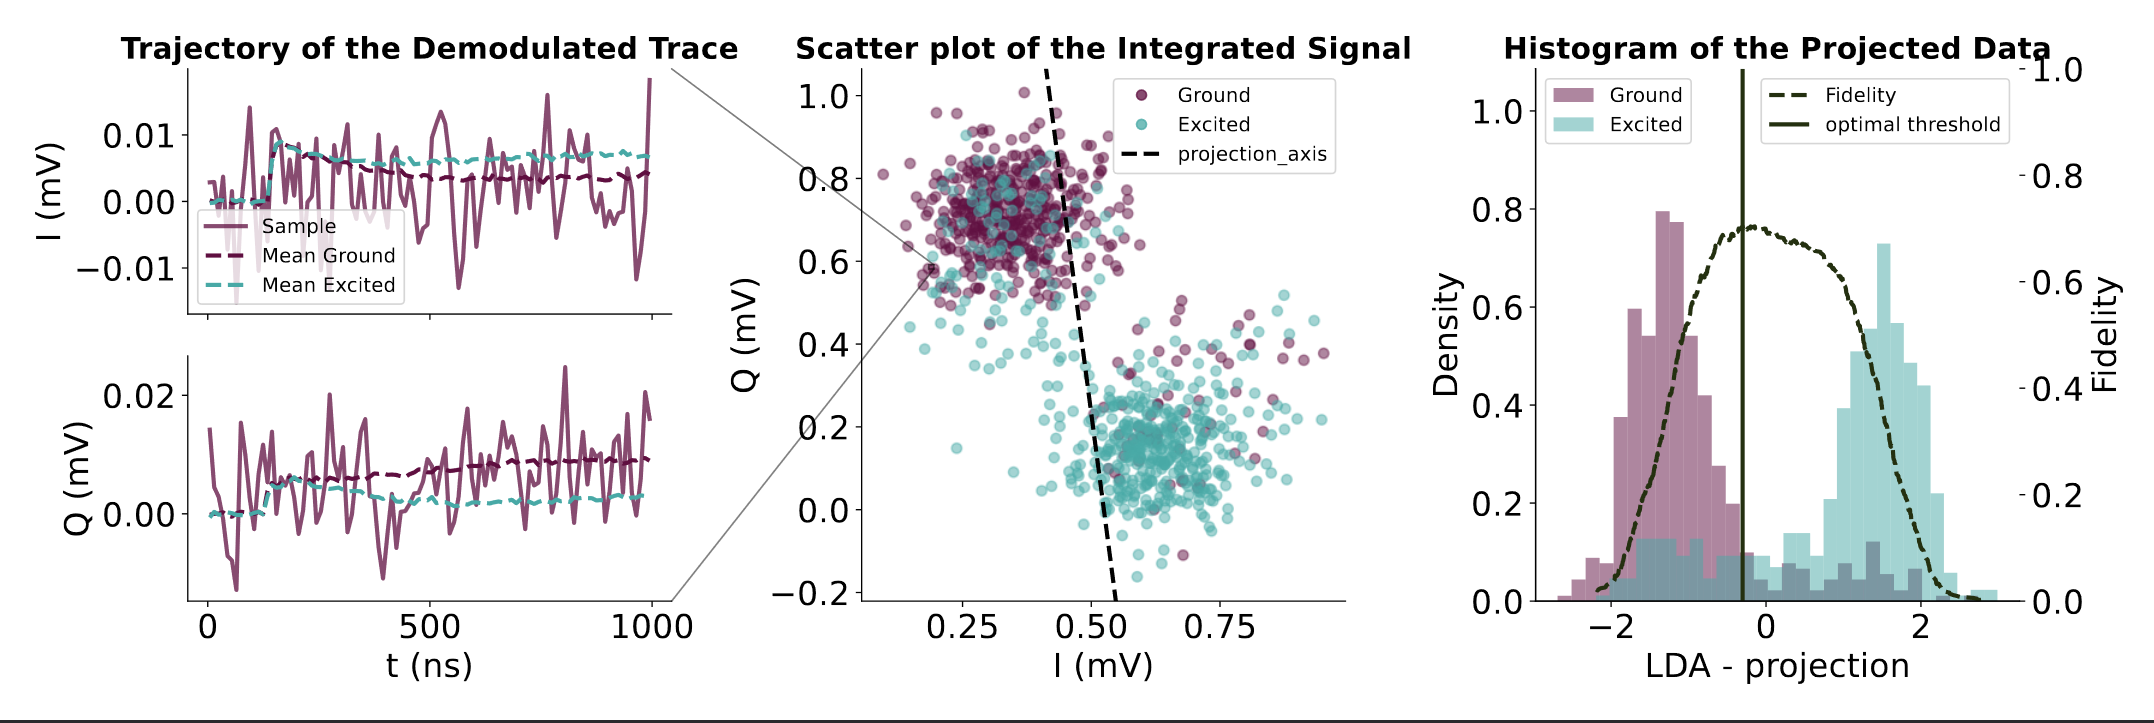 Trajectory of the Demodulated Trace
I (mV)
0.01
0.00
−0.01
Sample
Mean Ground
Mean Excited
Q (mV)
0.02
0.00
0
500
1000
t (ns)
Scatter plot of the Integrated Signal
Q (mV)
1.0
0.8
0.6
0.4
0.2
0.0
−0.2
Ground
Excited
projection_axis
0.25
0.50
0.75
I (mV)
Histogram of the Projected Data
Density
1.0
0.8
0.6
0.4
0.2
0.0
Ground
Excited
Fidelity
optimal threshold
−2
0
2
LDA - projection
1.0
0.8
0.6
0.4
0.2
0.0
Fidelity